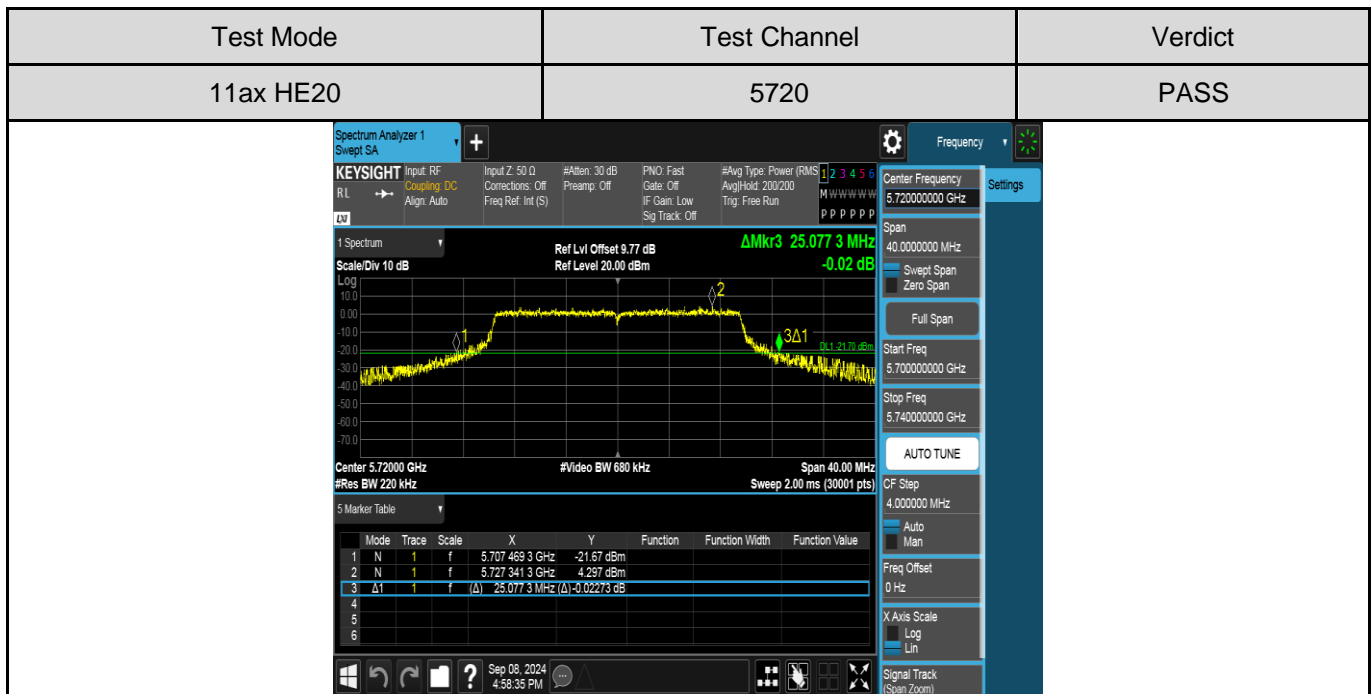 Test Mode Test Channel Verdict
11ax HE20 5720 PASS
Spectrum Analyzer 1
Swept SA
+
Frequency
KEYSIGHT Input: RF Input Z: 50 Ω #Atten: 30 dB PNO: Fast #Avg Type: Power (RMS 1 2 3 4 5 6
RL Coupling: DC Corrections: Off Preamp: Off Gate: Off Avg|Hold: 200/200 M W W W W W
Align: Auto Freq Ref: Int (S) IF Gain: Low Trig: Free Run
LXI Sig Track: Off P P P P P P
1 Spectrum
Ref Lvl Offset 9.77 dB
ΔMkr3 25.077 3 MHz
Scale/Div 10 dB Ref Level 20.00 dBm -0.02 dB
Log
10.0
0.00
-10.0
-20.0
-30.0
-40.0
-50.0
-60.0
-70.0
1
2
3Δ1
DL1 -21.70 dBm
Center 5.72000 GHz #Video BW 680 kHz Span 40.00 MHz
#Res BW 220 kHz Sweep 2.00 ms (30001 pts)
5 Marker Table
Mode Trace Scale X Y Function Function Width Function Value
1 N 1 f 5.707 469 3 GHz -21.67 dBm
2 N 1 f 5.727 341 3 GHz 4.297 dBm
3 Δ1 1 f (Δ) 25.077 3 MHz (Δ) -0.02273 dB
4
5
6
?
Sep 08, 2024
4:58:35 PM
Center Frequency
5.720000000 GHz
Settings
Span
40.0000000 MHz
Swept Span
Zero Span
Full Span
Start Freq
5.700000000 GHz
Stop Freq
5.740000000 GHz
AUTO TUNE
CF Step
4.000000 MHz
Auto
Man
Freq Offset
0 Hz
X Axis Scale
Log
Lin
Signal Track
(Span Zoom)